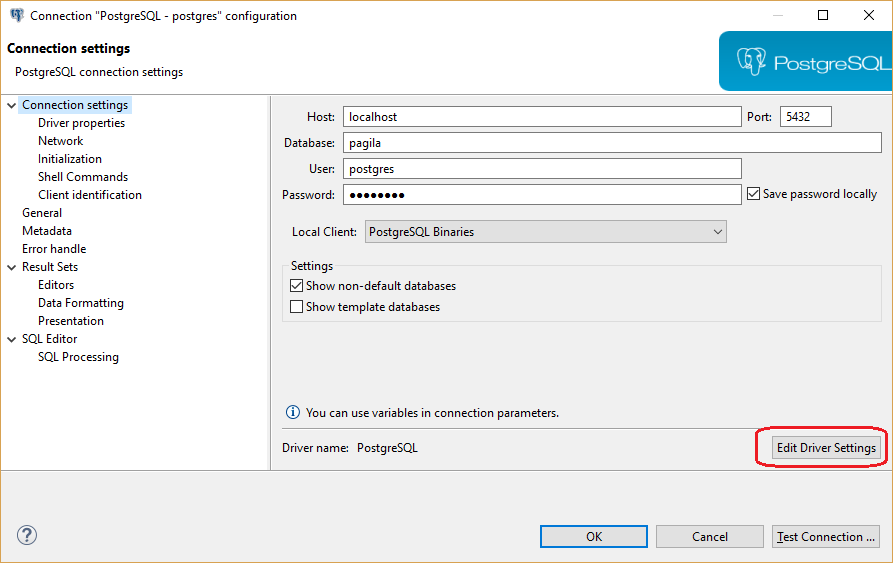 Connection "PostgreSQL - postgres" configuration
Connection settings
PostgreSQL connection settings
PostgreSQL
Connection settings
Driver properties
Network
Initialization
Shell Commands
Client identification
General
Metadata
Error handle
Result Sets
Editors
Data Formatting
Presentation
SQL Editor
SQL Processing
Host: localhost Port: 5432
Database: pagila
User: postgres
Password: ●●●●●●●● Save password locally
Local Client: PostgreSQL Binaries
Settings
Show non-default databases
Show template databases
You can use variables in connection parameters.
Driver name: PostgreSQL Edit Driver Settings
? OK Cancel Test Connection ...